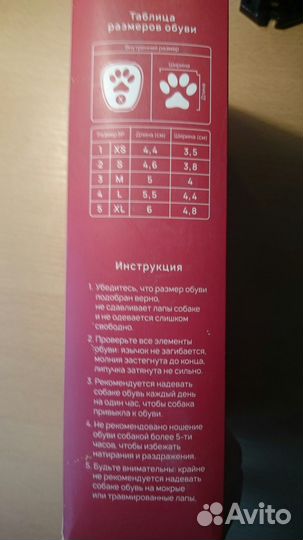 Таблица
размеров обуви
Внутренний размер
Ширина
Длина
Размер № Длина (см) Ширина (см)
1 XS 4,4 3,5
2 S 4,6 3,8
3 M 5 4
4 L 5,5 4,4
5 XL 6 4,8
Инструкция
1. Убедитесь, что размер обуви
подобран верно,
не сдавливает лапы собаке
и не одевается слишком
свободно.
2. Проверьте все элементы
обуви: язычок не загибается,
молния застегнута до конца,
липучка затянута не сильно.
3. Рекомендуется надевать
собаке обувь каждый день
на один час, чтобы собака
привыкла к обуви.
4. Не рекомендовано ношение
обуви собакой более 5-ти
часов, чтобы избежать
натирания и раздражения.
5. Будьте внимательны: крайне
не рекомендуется надевать
собакам обувь на мокрые
или травмированные лапы.
Avito